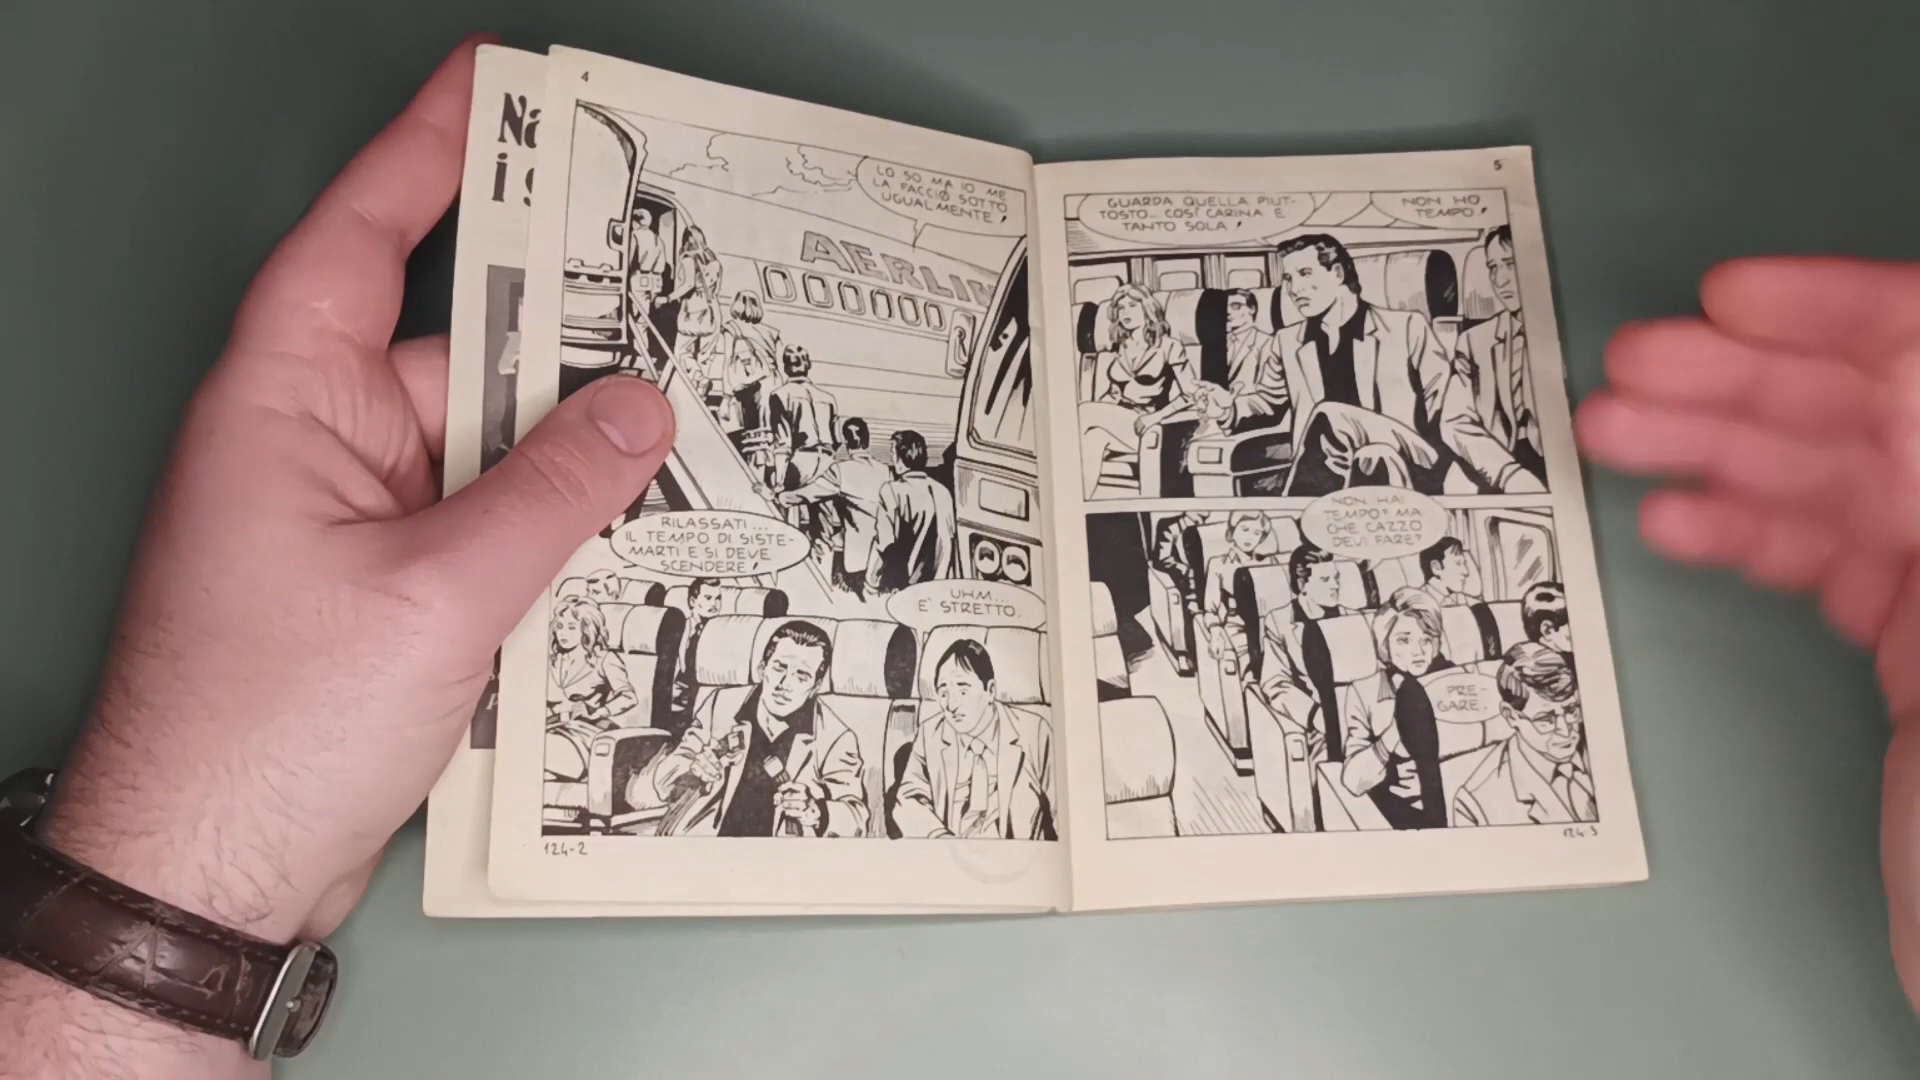 4
LO SO MA IO ME
LA FACCIO SOTTO
UGUALMENTE!
RILASSATI...
IL TEMPO DI SISTE-
MARTI E SI DEVE
SCENDERE!
UHM...
E' STRETTO.
124-2
5
GUARDA QUELLA PIUT-
TOSTO... COSÌ CARINA E
TANTO SOLA!
NON HO
TEMPO!
NON HAI
TEMPO? MA
CHE CAZZO
DEVI FARE?
PRE-
GARE.
124-3